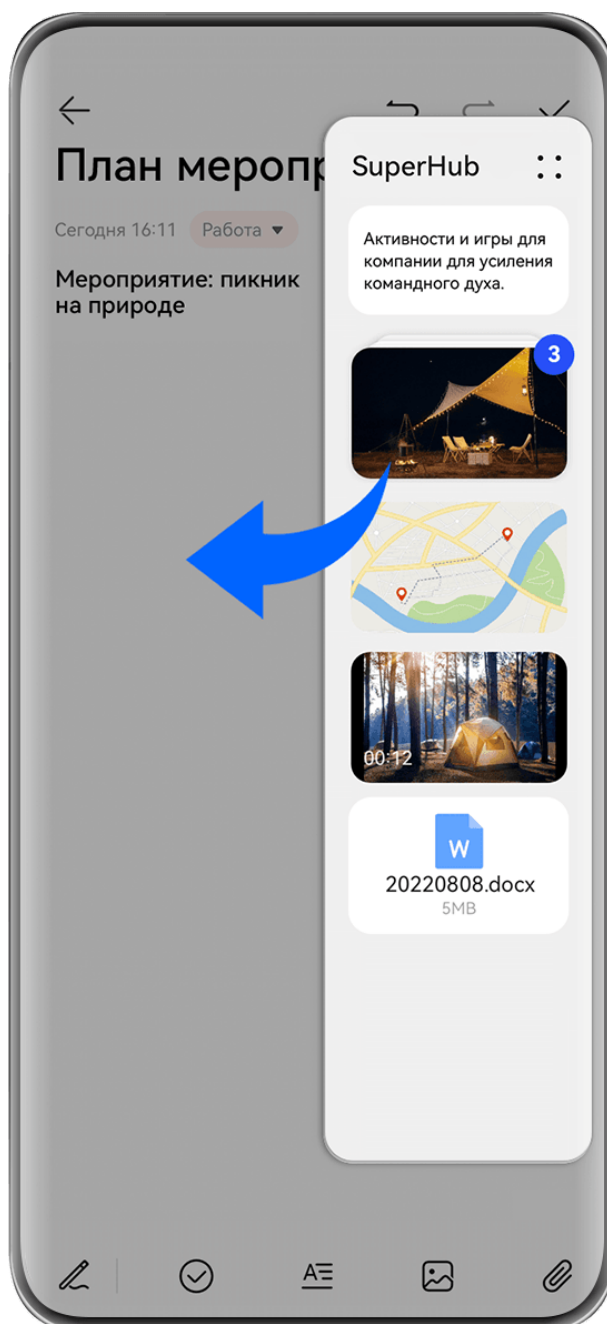 План меропр
Сегодня 16:11 Работа
Мероприятие: пикник
на природе
SuperHub
Активности и игры для
компании для усиления
командного духа.
3
00:12
W
20220808.docx
5MB
A